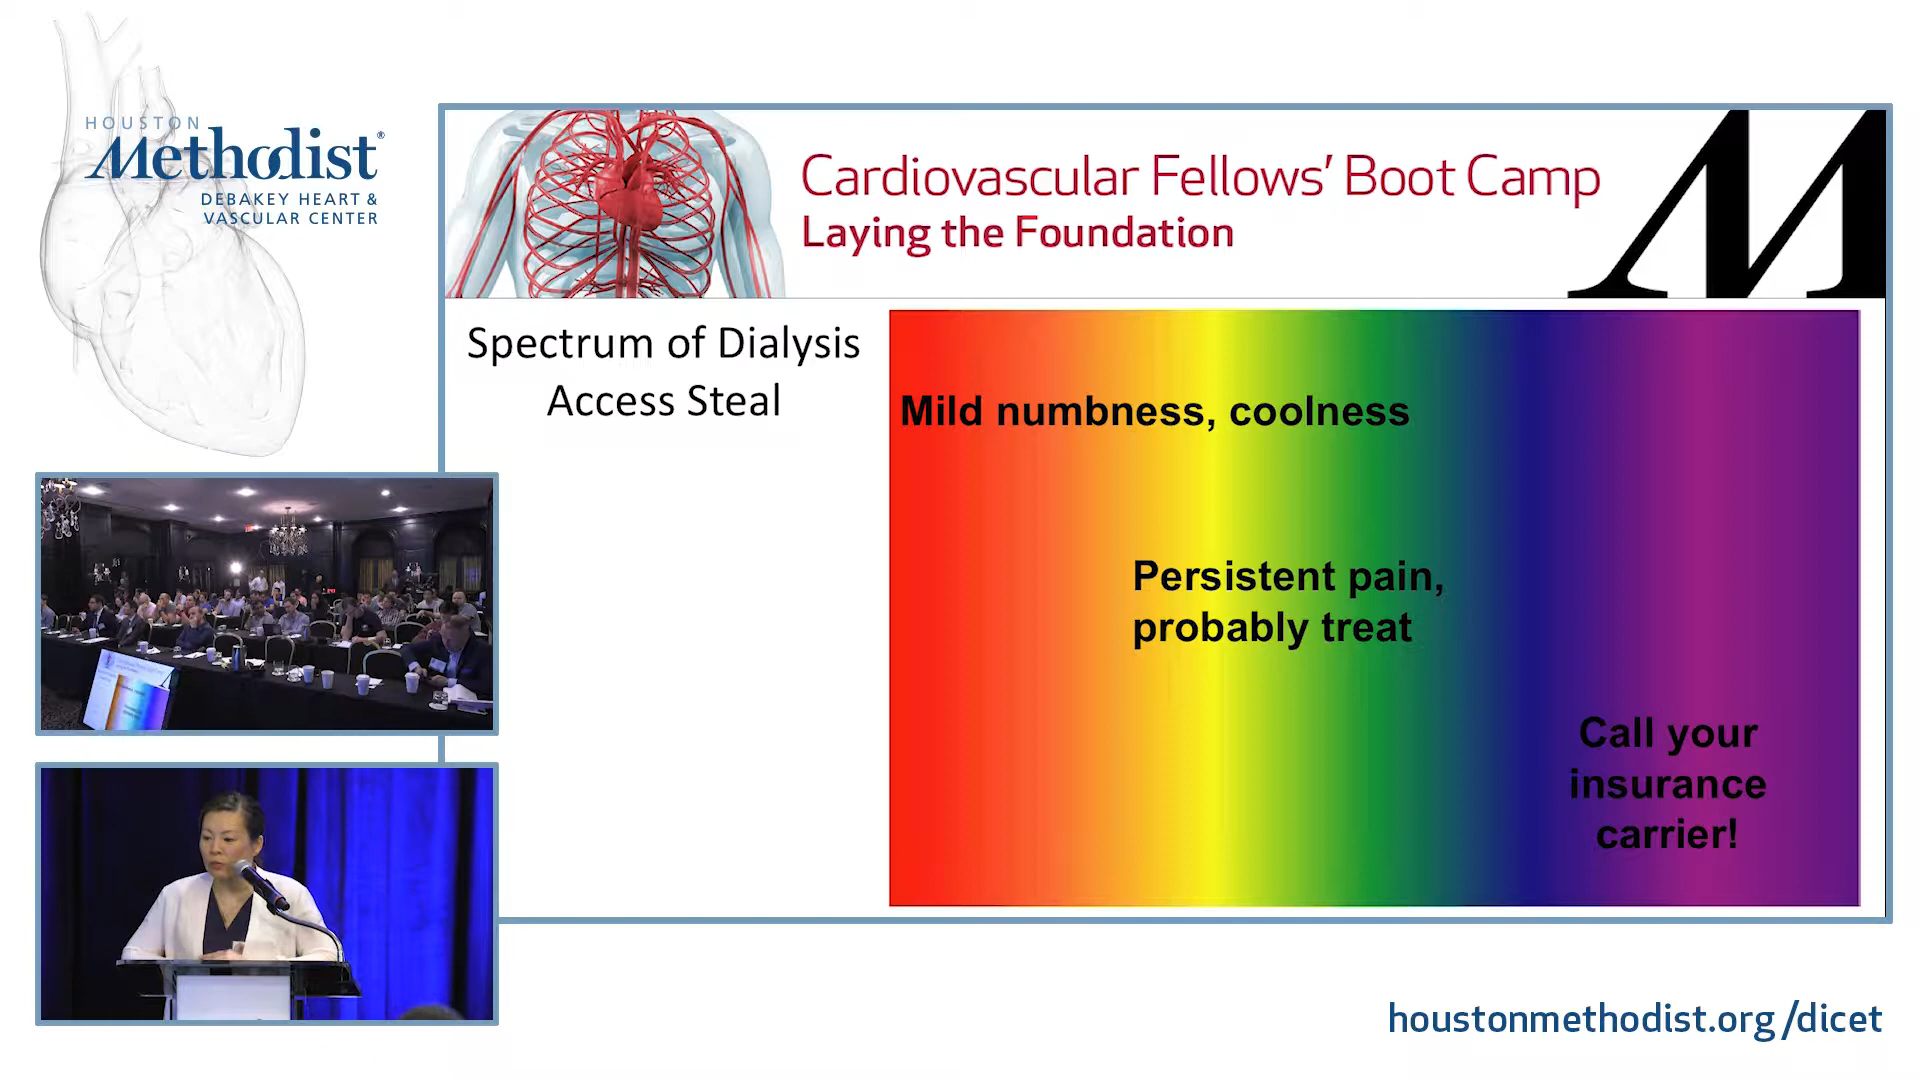 HOUSTON
Methodist®
DEBAKEY HEART &
VASCULAR CENTER
Cardiovascular Fellows’ Boot Camp
Laying the Foundation
M
Spectrum of Dialysis
Access Steal
Mild numbness, coolness
Persistent pain,
probably treat
Call your
insurance
carrier!
houstonmethodist.org/dicet